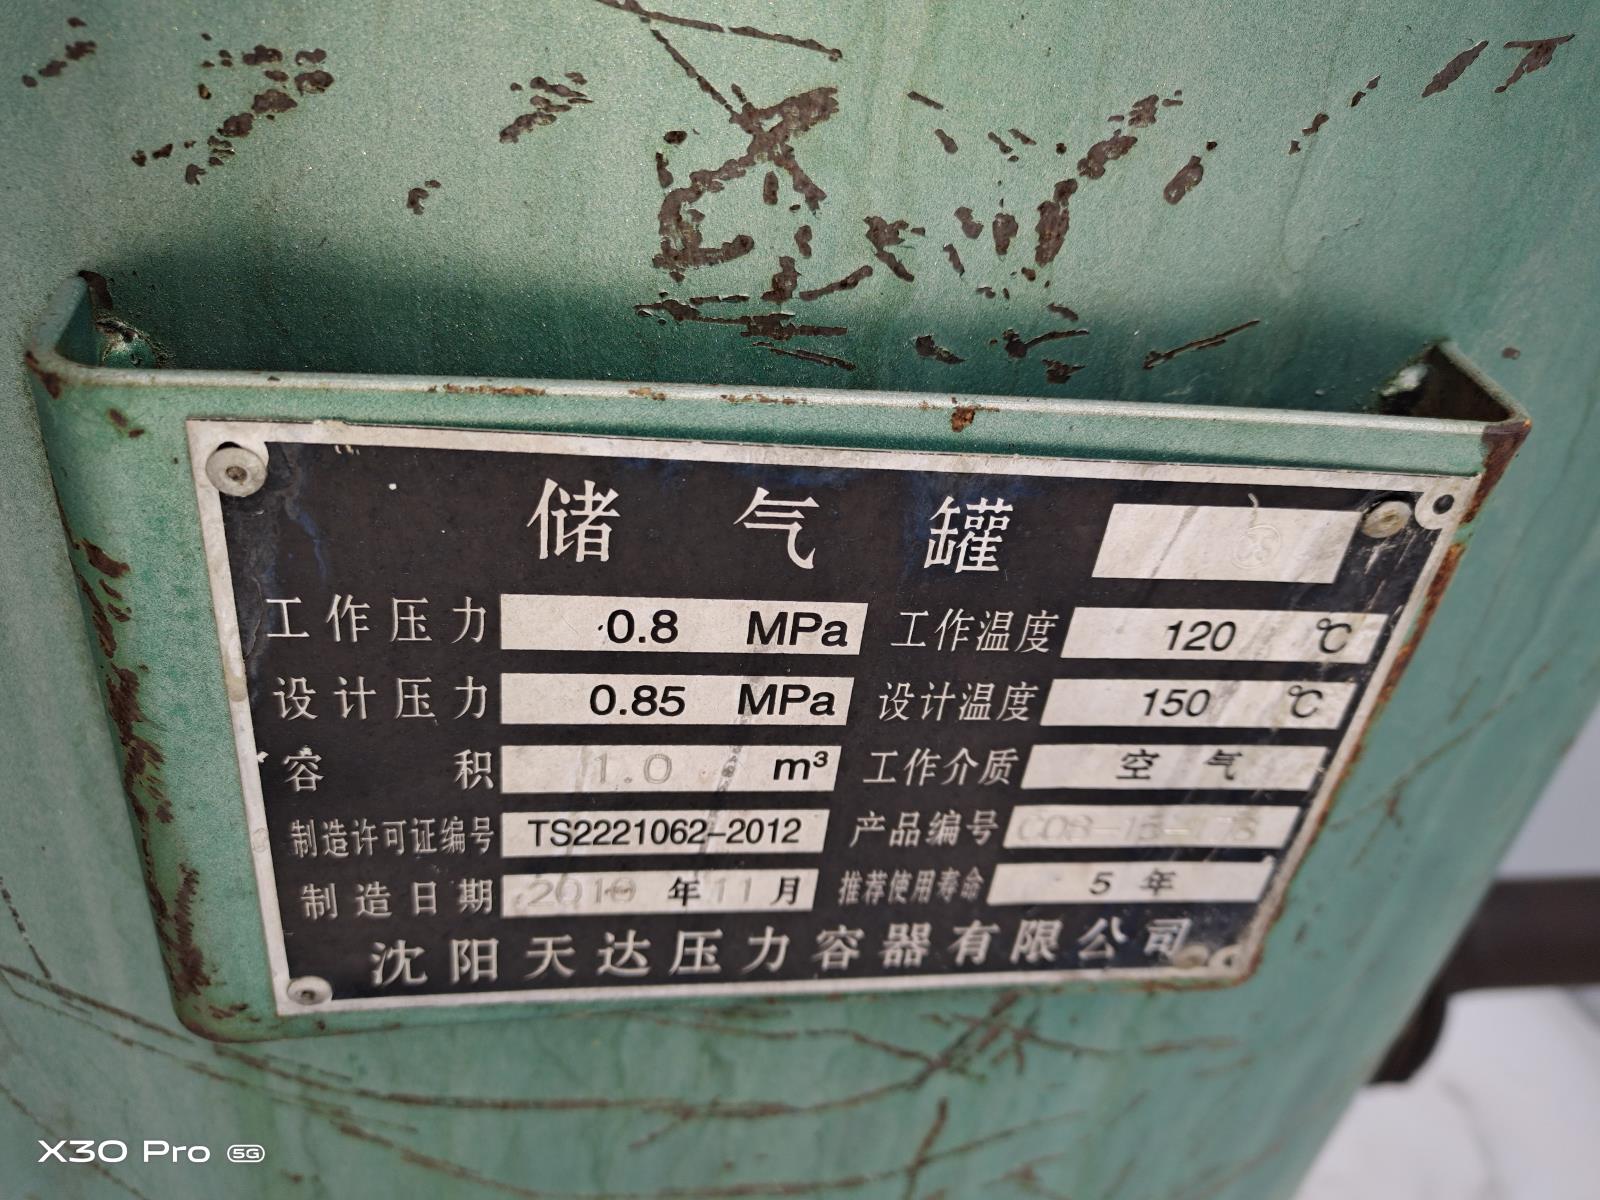 储气罐
工作压力 0.8 MPa 工作温度 120 ℃
设计压力 0.85 MPa 设计温度 150 ℃
容积 1.0 m³ 工作介质 空气
制造许可证编号 TS2221062-2012 产品编号
制造日期 2010 年 11 月 推荐使用寿命 5 年
沈阳天达压力容器有限公司
X30 Pro 5G